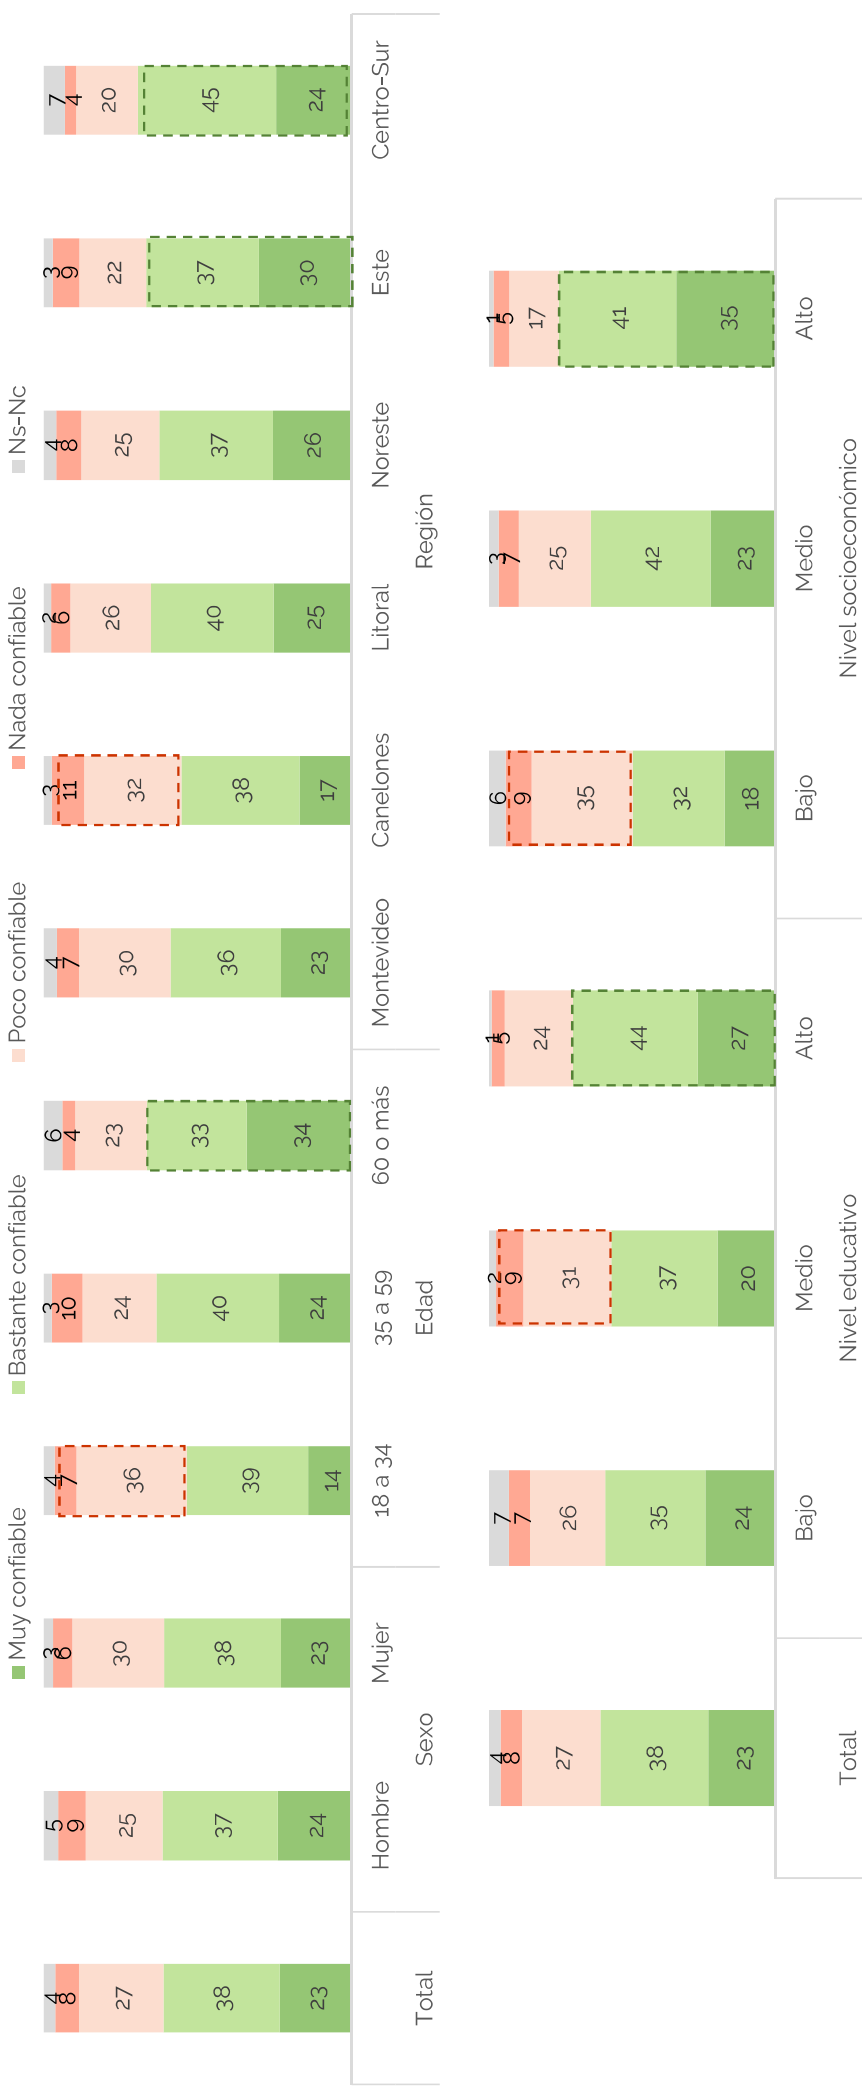 Muy confiable Bastante confiable Poco confiable Nada confiable Ns-Nc
4 5 3 4 3 6 4 3 2 4 3 7
8 9 6 7 10 4 7 11 6 8 9 4
27 25 30 36 24 23 30 32 26 25 22 20
38 37 38 39 40 33 36 38 40 37 37 45
23 24 23 14 24 34 23 17 25 26 30 24
Hombre Mujer 18 a 34 35 a 59 60 o más Montevideo Canelones Litoral Noreste Este Centro-Sur
Total Sexo Edad Región
4 7 2 1 6 3 1
8 7 9 5 9 7 5
27 26 31 24 35 25 17
38 35 37 44 32 42 41
23 24 20 27 18 23 35
Bajo Medio Alto Bajo Medio Alto
Total Nivel educativo Nivel socioeconómico